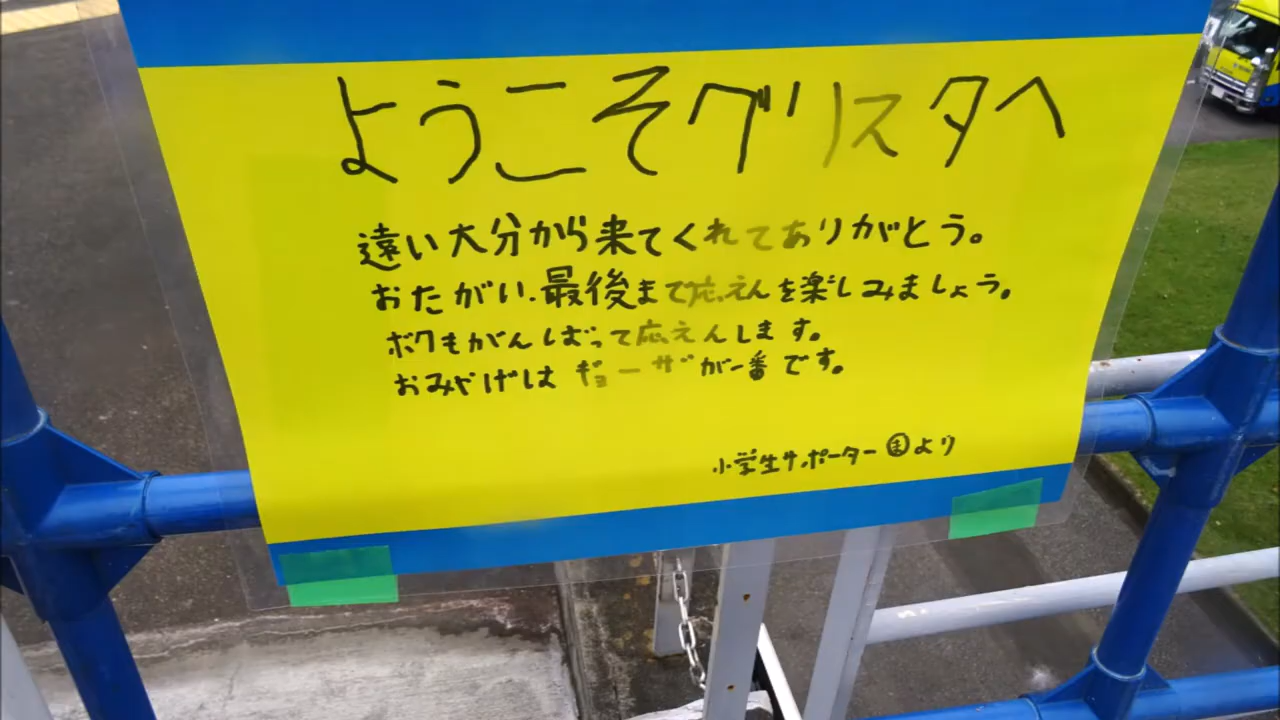 ようこそグリスタへ
遠い大分から来てくれてありがとう。
おたがい、最後まで応えんを楽しみましょう。
ボクもがんばって応えんします。
おみやげは ギョーザが一番です。
小学生サポーター ㋮より